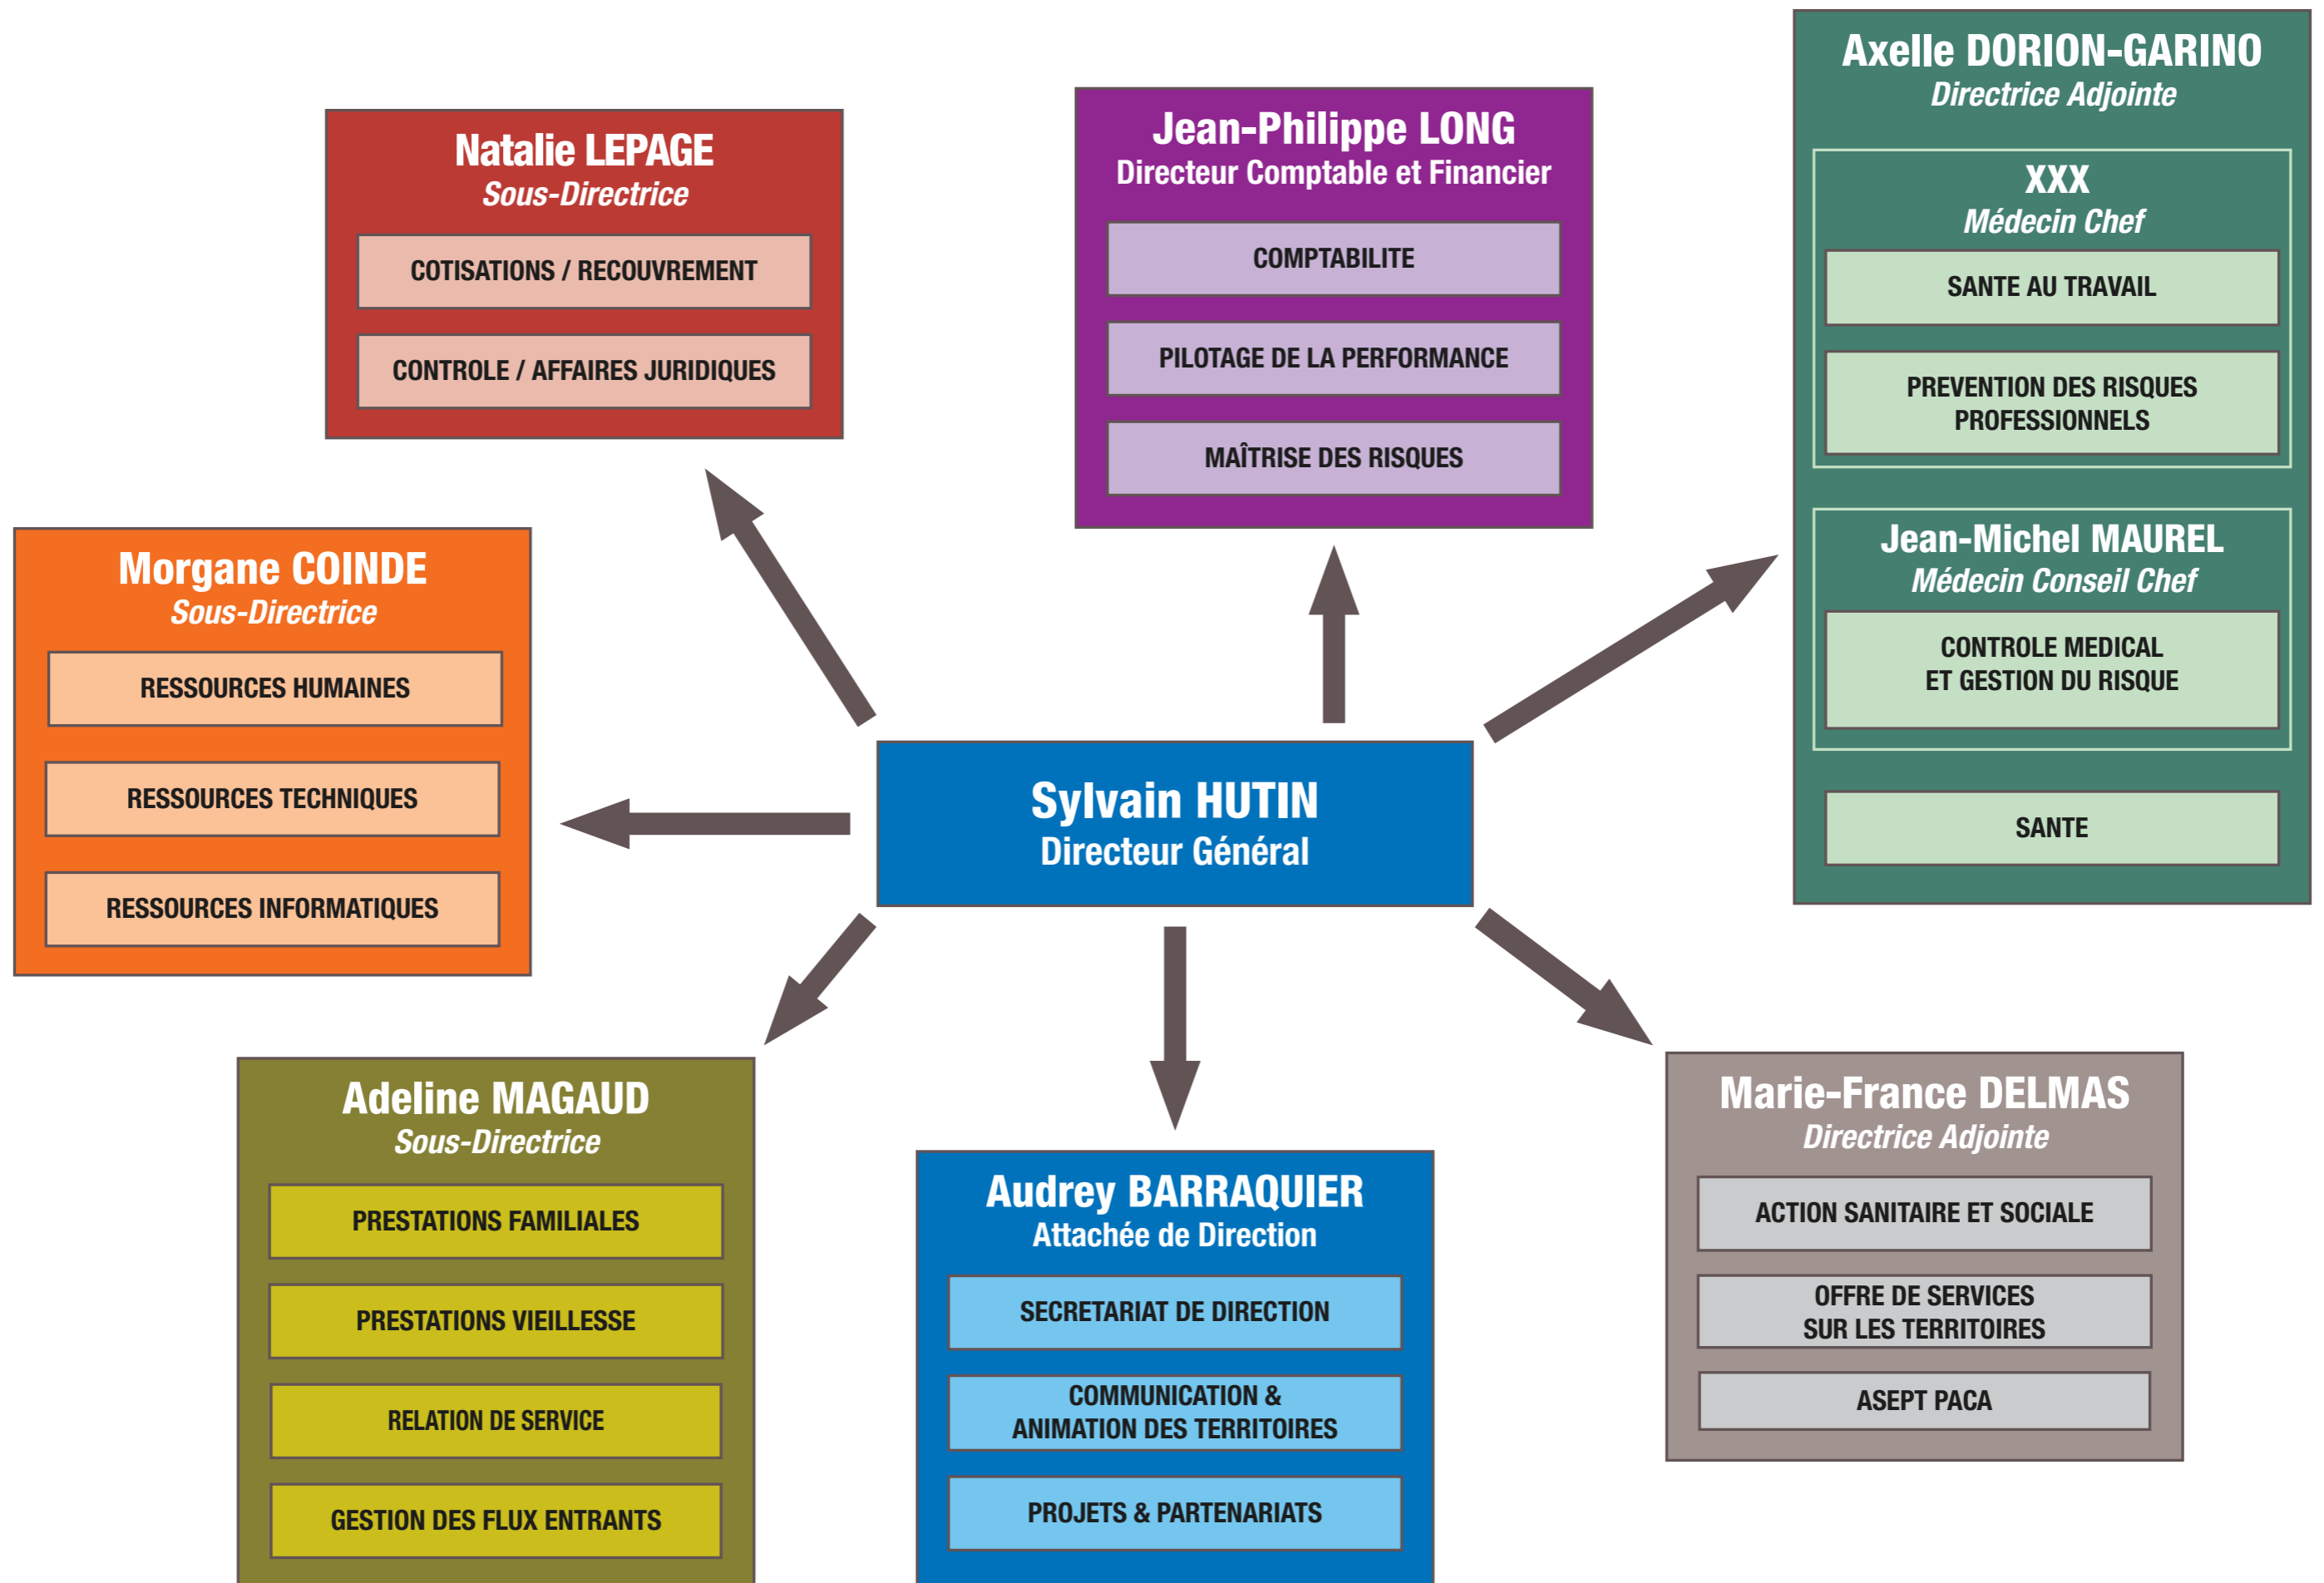 Natalie LEPAGE
Sous-Directrice
COTISATIONS / RECOUVREMENT
CONTROLE / AFFAIRES JURIDIQUES
Jean-Philippe LONG
Directeur Comptable et Financier
COMPTABILITE
PILOTAGE DE LA PERFORMANCE
MAÎTRISE DES RISQUES
Axelle DORION-GARINO
Directrice Adjointe
XXX
Médecin Chef
SANTE AU TRAVAIL
PREVENTION DES RISQUES
PROFESSIONNELS
Jean-Michel MAUREL
Médecin Conseil Chef
CONTROLE MEDICAL
ET GESTION DU RISQUE
SANTE
Morgane COINDE
Sous-Directrice
RESSOURCES HUMAINES
RESSOURCES TECHNIQUES
RESSOURCES INFORMATIQUES
Sylvain HUTIN
Directeur Général
Adeline MAGAUD
Sous-Directrice
PRESTATIONS FAMILIALES
PRESTATIONS VIEILLESSE
RELATION DE SERVICE
GESTION DES FLUX ENTRANTS
Audrey BARRAQUIER
Attachée de Direction
SECRETARIAT DE DIRECTION
COMMUNICATION &
ANIMATION DES TERRITOIRES
PROJETS & PARTENARIATS
Marie-France DELMAS
Directrice Adjointe
ACTION SANITAIRE ET SOCIALE
OFFRE DE SERVICES
SUR LES TERRITOIRES
ASEPT PACA